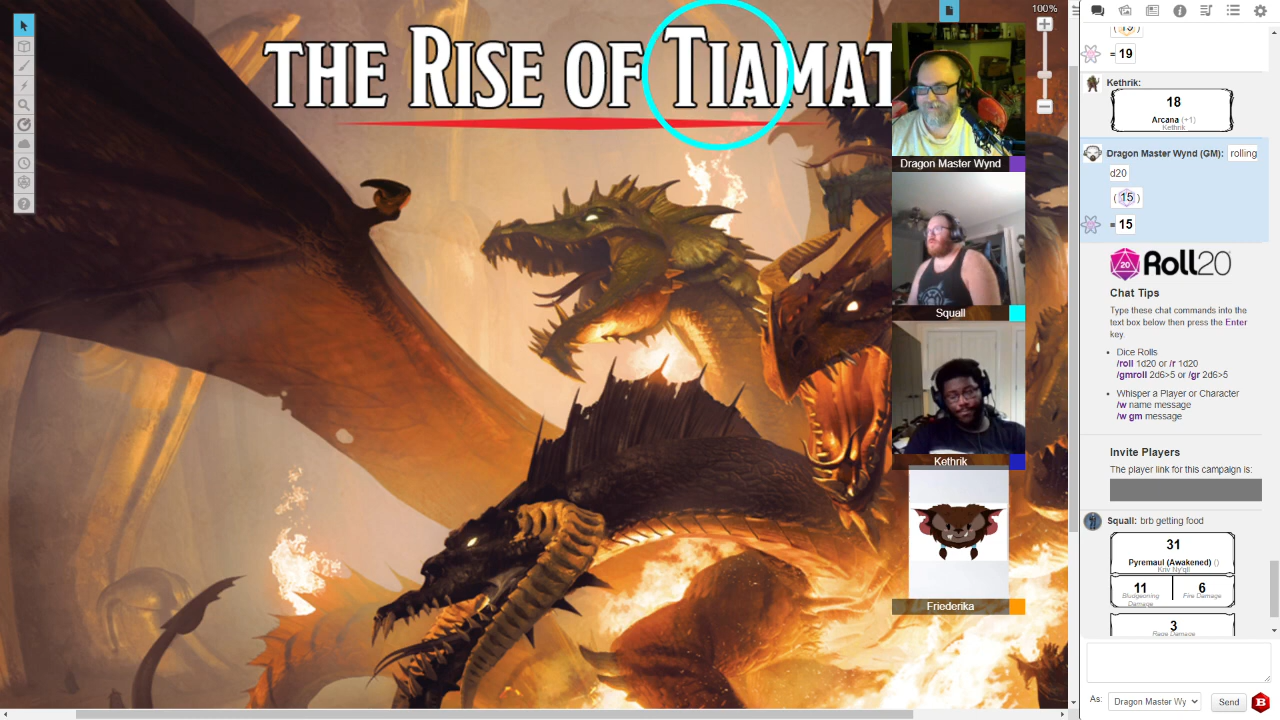 THE RISE OF TIAMAT
Dragon Master Wynd
Squall
Kethrik
Friederika
100%
= 19
Kethrik:
18
Arcana (+1)
Kethrik
Dragon Master Wynd (GM): rolling
d20
(15)
= 15
20 Roll20
Chat Tips
Type these chat commands into the
text box below then press the Enter
key.
• Dice Rolls
/roll 1d20 or /r 1d20
/gmroll 2d6>5 or /gr 2d6>5
• Whisper a Player or Character
/w name message
/w gm message
Invite Players
The player link for this campaign is:
Squall: brb getting food
31
Pyremaul (Awakened) ()
11 6
Bludgeoning Fire Damage
Damage
3
Rage Damage
As: Dragon Master Wy Send B